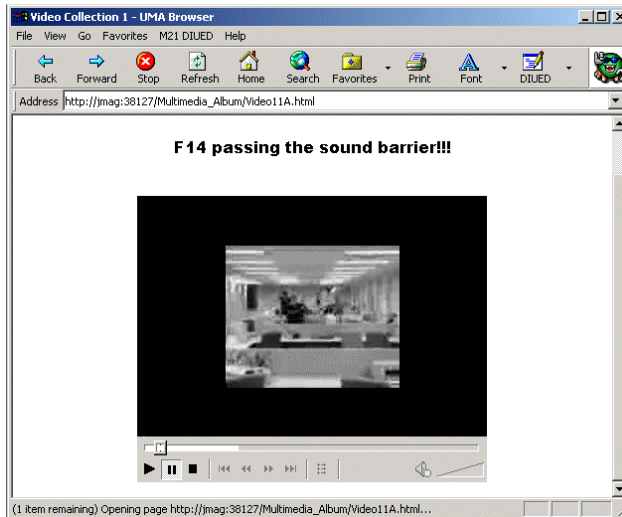 Video Collection 1 - UMA Browser
File View Go Favorites M21 DIUED Help
Back Forward Stop Refresh Home Search Favorites Print Font DIUED
Address http://jmag:38127/Multimedia_Album/Video11A.html
F14 passing the sound barrier!!!
(1 item remaining) Opening page http://jmag:38127/Multimedia_Album/Video11A.html...